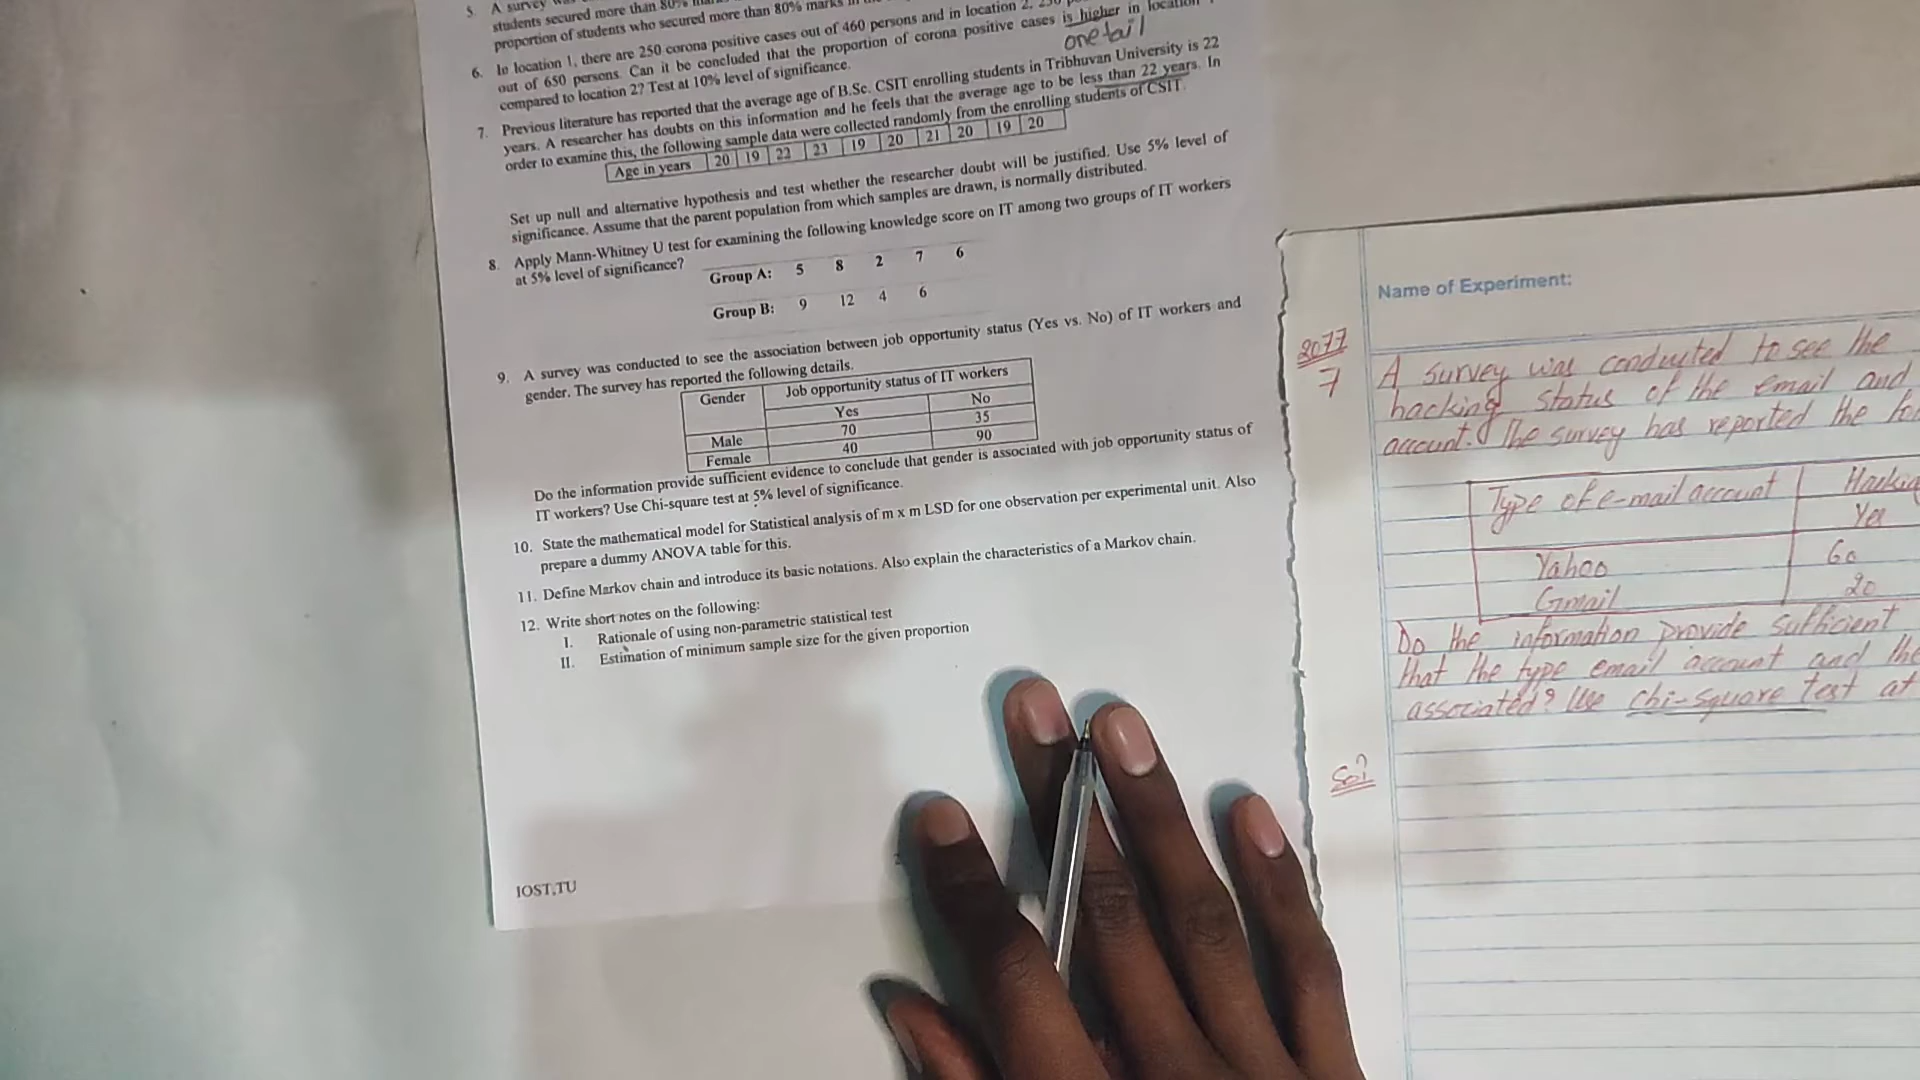 5. A survey
students secured more than 80%
proportion of students who secured more than 80% marks in
6. In location 1, there are 250 corona positive cases out of 460 persons and in location 2, 250
out of 650 persons. Can it be concluded that the proportion of corona positive cases is higher in location
compared to location 2? Test at 10% level of significance.
one tail
7. Previous literature has reported that the average age of B.Sc. CSIT enrolling students in Tribhuvan University is 22
years. A researcher has doubts on this information and he feels that the average age to be less than 22 years. In
order to examine this, the following sample data were collected randomly from the enrolling students of CSIT.
Age in years 20 19 22 23 19 20 21 20 19 20
Set up null and alternative hypothesis and test whether the researcher doubt will be justified. Use 5% level of
significance. Assume that the parent population from which samples are drawn, is normally distributed.
8. Apply Mann-Whitney U test for examining the following knowledge score on IT among two groups of IT workers
at 5% level of significance?
Group A: 5 8 2 7 6
Group B: 9 12 4 6
9. A survey was conducted to see the association between job opportunity status (Yes vs. No) of IT workers and
gender. The survey has reported the following details.
Gender Job opportunity status of IT workers
Yes No
Male 70 35
Female 40 90
Do the information provide sufficient evidence to conclude that gender is associated with job opportunity status of
IT workers? Use Chi-square test at 5% level of significance.
10. State the mathematical model for Statistical analysis of m x m LSD for one observation per experimental unit. Also
prepare a dummy ANOVA table for this.
11. Define Markov chain and introduce its basic notations. Also explain the characteristics of a Markov chain.
12. Write short notes on the following:
I. Rationale of using non-parametric statistical test
II. Estimation of minimum sample size for the given proportion
IOST,TU
Name of Experiment:
2077
7 A survey was conducted to see the
hacking status of the email and
account. The survey has reported the
Type of e-mail account
Yes
Yahoo 60
Gmail 20
Do the information provide sufficient
that the type email account and the
associated? Use chi-square test at
Sol